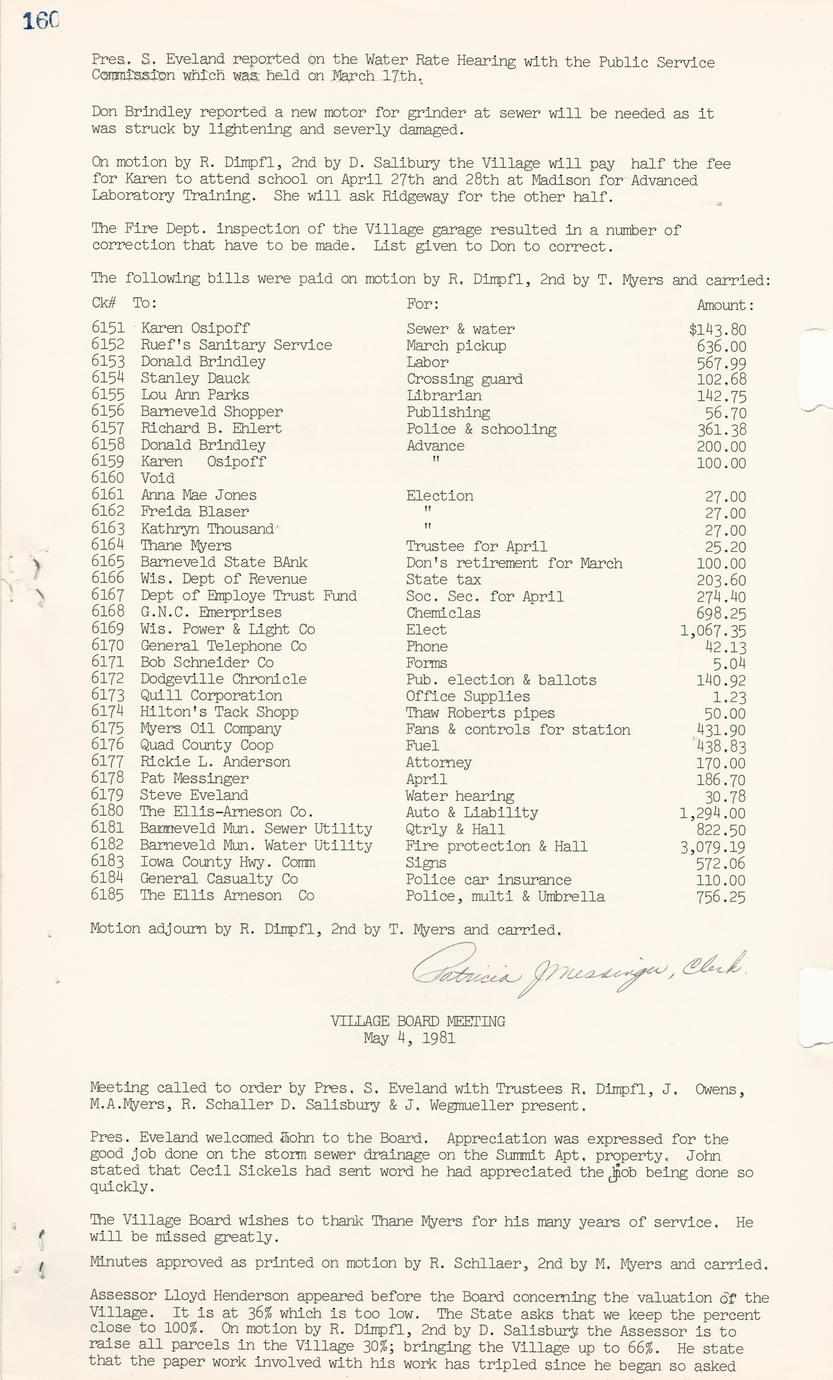 160
Pres. S. Eveland reported on the Water Rate Hearing with the Public Service
Commission which was held on March 17th.
Don Brindley reported a new motor for grinder at sewer will be needed as it
was struck by lightening and severly damaged.
On motion by R. Dimpfl, 2nd by D. Salibury the Village will pay half the fee
for Karen to attend school on April 27th and 28th at Madison for Advanced
Laboratory Training. She will ask Ridgeway for the other half.
The Fire Dept. inspection of the Village garage resulted in a number of
correction that have to be made. List given to Don to correct.
The following bills were paid on motion by R. Dimpfl, 2nd by T. Myers and carried:
Ck# To: For: Amount:
6151 Karen Osipoff Sewer & water $143.80
6152 Ruef's Sanitary Service March pickup 636.00
6153 Donald Brindley Labor 567.99
6154 Stanley Dauck Crossing guard 102.68
6155 Lou Ann Parks Librarian 142.75
6156 Barneveld Shopper Publishing 56.70
6157 Richard B. Ehlert Police & schooling 361.38
6158 Donald Brindley Advance 200.00
6159 Karen Osipoff " 100.00
6160 Void
6161 Anna Mae Jones Election 27.00
6162 Freida Blaser " 27.00
6163 Kathryn Thousand " 27.00
6164 Thane Myers Trustee for April 25.20
6165 Barneveld State BAnk Don's retirement for March 100.00
6166 Wis. Dept of Revenue State tax 203.60
6167 Dept of Employe Trust Fund Soc. Sec. for April 274.40
6168 G.N.C. Emerprises Chemiclas 698.25
6169 Wis. Power & Light Co Elect 1,067.35
6170 General Telephone Co Phone 42.13
6171 Bob Schneider Co Forms 5.04
6172 Dodgeville Chronicle Pub. election & ballots 140.92
6173 Quill Corporation Office Supplies 1.23
6174 Hilton's Tack Shopp Thaw Roberts pipes 50.00
6175 Myers Oil Company Fans & controls for station 431.90
6176 Quad County Coop Fuel 438.83
6177 Rickie L. Anderson Attorney 170.00
6178 Pat Messinger April 186.70
6179 Steve Eveland Water hearing 30.78
6180 The Ellis-Arneson Co. Auto & Liability 1,294.00
6181 Banneveld Mun. Sewer Utility Qtrly & Hall 822.50
6182 Barneveld Mun. Water Utility Fire protection & Hall 3,079.19
6183 Iowa County Hwy. Comm Signs 572.06
6184 General Casualty Co Police car insurance 110.00
6185 The Ellis Arneson Co Police, multi & Umbrella 756.25
Motion adjourn by R. Dimpfl, 2nd by T. Myers and carried.
Patricia J Messinger, Clerk.
VILLAGE BOARD MEETING
May 4, 1981
Meeting called to order by Pres. S. Eveland with Trustees R. Dimpfl, J. Owens,
M.A.Myers, R. Schaller D. Salisbury & J. Wegmueller present.
Pres. Eveland welcomed John to the Board. Appreciation was expressed for the
good job done on the storm sewer drainage on the Summit Apt. property. John
stated that Cecil Sickels had sent word he had appreciated the job being done so
quickly.
The Village Board wishes to thank Thane Myers for his many years of service. He
will be missed greatly.
Minutes approved as printed on motion by R. Schllaer, 2nd by M. Myers and carried.
Assessor Lloyd Henderson appeared before the Board concerning the valuation of the
Village. It is at 36% which is too low. The State asks that we keep the percent
close to 100%. On motion by R. Dimpfl, 2nd by D. Salisbury the Assessor is to
raise all parcels in the Village 30%; bringing the Village up to 66%. He state
that the paper work involved with his work has tripled since he began so asked